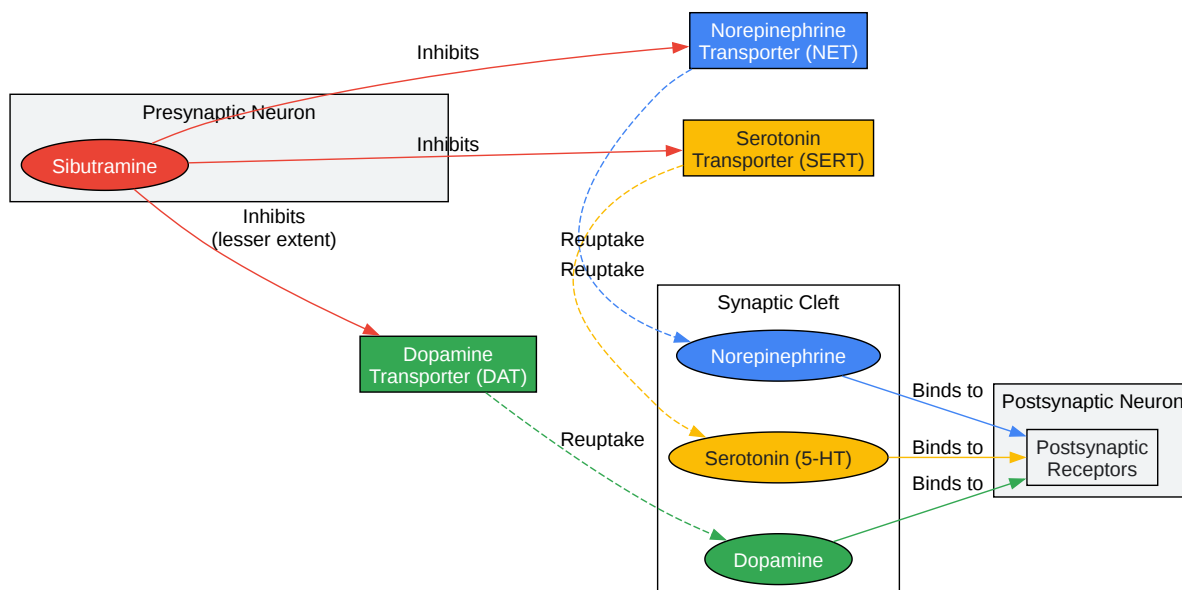 Norepinephrine
Transporter (NET)
Inhibits
Presynaptic Neuron
Sibutramine
Inhibits
Serotonin
Transporter (SERT)
Inhibits
(lesser extent)
Reuptake
Reuptake
Synaptic Cleft
Norepinephrine
Dopamine
Transporter (DAT)
Binds to
Postsynaptic Neuron
Reuptake
Serotonin (5-HT)
Binds to
Postsynaptic
Receptors
Binds to
Dopamine